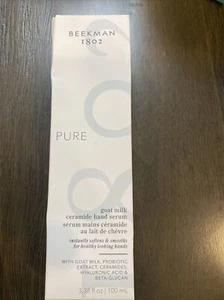 BEEKMAN
1802
PURE
goat milk
ceramide hand serum
sérum mains céramide
au lait de chèvre
instantly softens & smooths
for healthy looking hands
WITH GOAT MILK, PROBIOTIC
EXTRACT, CERAMIDES,
HYALURONIC ACID &
BETA-GLUCAN
3.38 fl oz | 100 mL